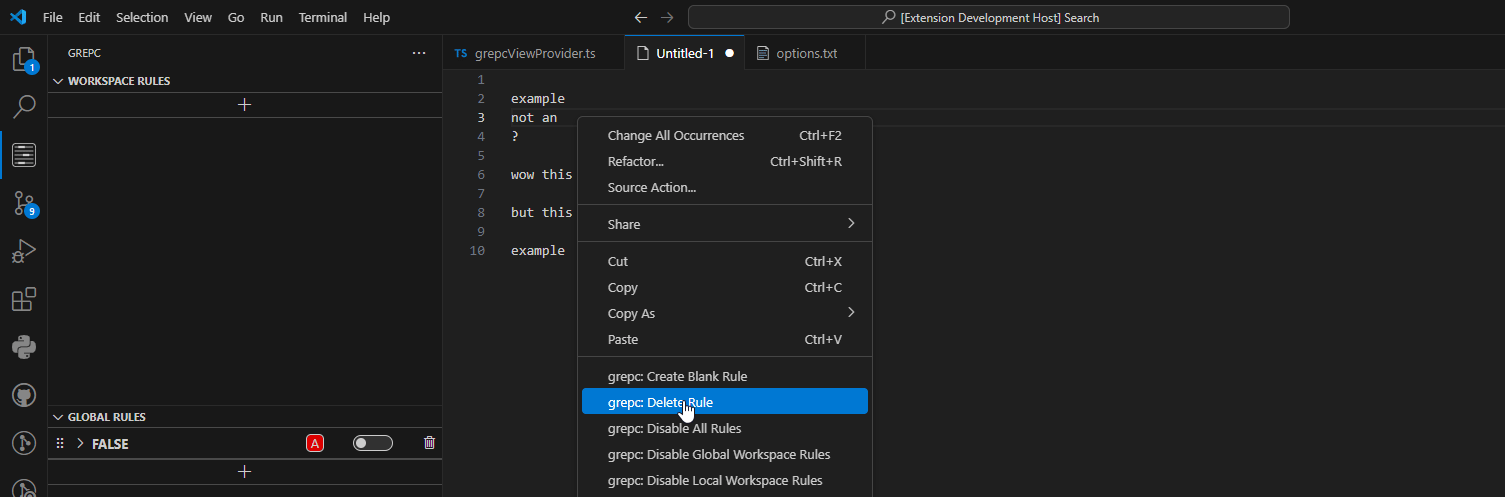 File Edit Selection View Go Run Terminal Help
[Extension Development Host] Search
GREPC
WORKSPACE RULES
GLOBAL RULES
FALSE
A
1
9
TS grepcViewProvider.ts
Untitled-1
options.txt
1
2 example
3 not an
4 ?
5
6 wow this
7
8 but this
9
10 example
Change All Occurrences Ctrl+F2
Refactor... Ctrl+Shift+R
Source Action...
Share
Cut Ctrl+X
Copy Ctrl+C
Copy As
Paste Ctrl+V
grepc: Create Blank Rule
grepc: Delete Rule
grepc: Disable All Rules
grepc: Disable Global Workspace Rules
grepc: Disable Local Workspace Rules